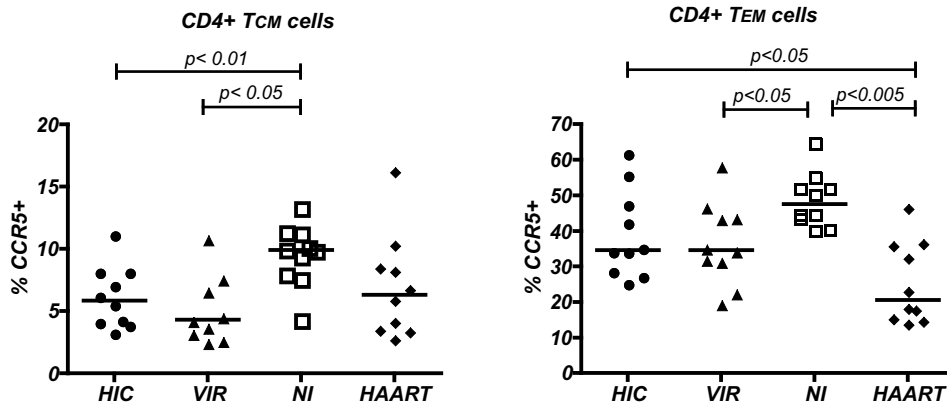 CD4+ TCM cells
p< 0.01
p< 0.05
20
15
10
5
0
% CCR5+
HIC VIR NI HAART
CD4+ TEM cells
p<0.05
p<0.05 p<0.005
70
60
50
40
30
20
10
0
% CCR5+
HIC VIR NI HAART